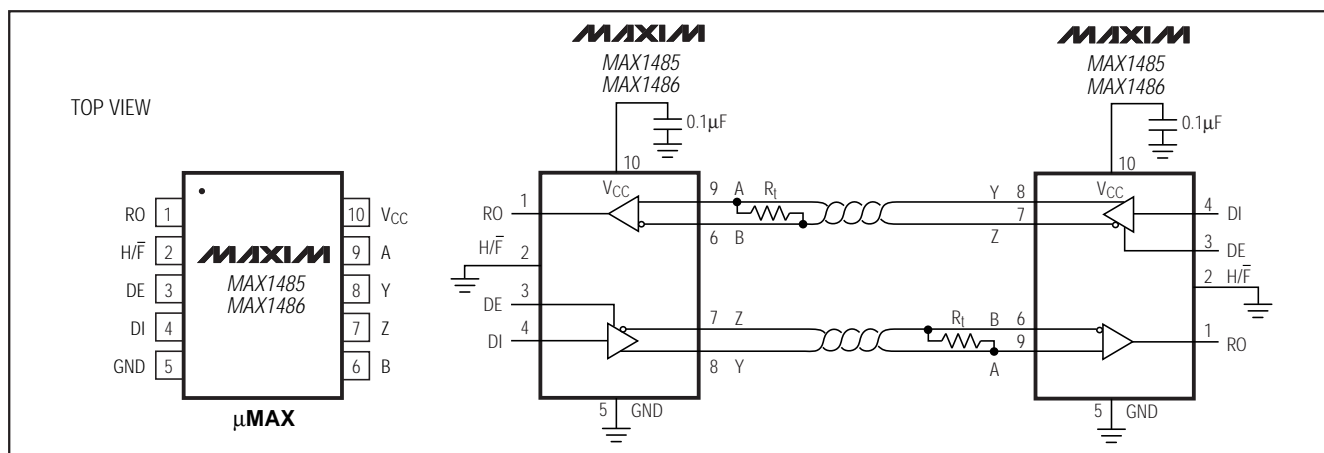 TOP VIEW
RO 1
H/F̅ 2
DE 3
DI 4
GND 5
10 VCC
9 A
8 Y
7 Z
6 B
MAXIM
MAX1485
MAX1486
µMAX
MAXIM
MAX1485
MAX1486
0.1µF
10
VCC
1
RO
H/F̅
2
DE
3
DI
4
9 A
Rt
6 B
7 Z
8 Y
5 GND
MAXIM
MAX1485
MAX1486
0.1µF
10
VCC
Y 8
7
Z
4
DI
3
DE
2 H/F̅
Rt
B 6
9
A
1
RO
5 GND